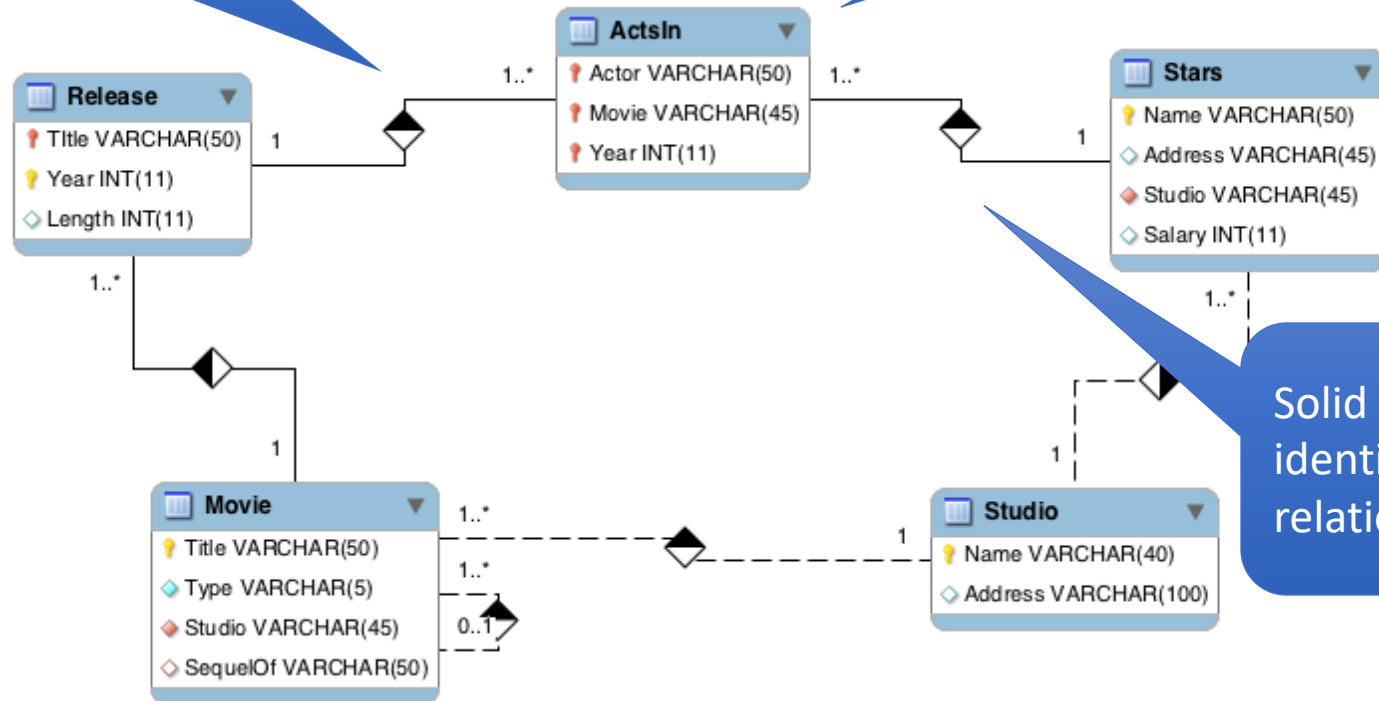 ActsIn
Actor VARCHAR(50)
Movie VARCHAR(45)
Year INT(11)
1..*
1..*
Release
TItle VARCHAR(50)
Year INT(11)
Length INT(11)
1
1..*
Stars
Name VARCHAR(50)
Address VARCHAR(45)
Studio VARCHAR(45)
Salary INT(11)
1
1..*
Solid
relatio
1
1
Movie
Title VARCHAR(50)
Type VARCHAR(5)
Studio VARCHAR(45)
SequelOf VARCHAR(50)
1..*
1..*
0..1
1
Studio
Name VARCHAR(40)
Address VARCHAR(100)